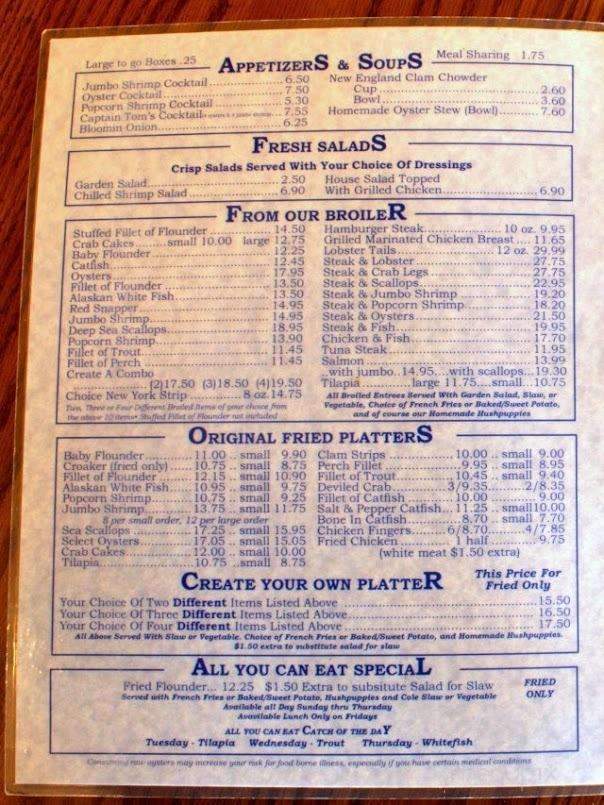 Large to go Boxes .25 APPETIZERS & SOUPS Meal Sharing 1.75
Jumbo Shrimp Cocktail 6.50
Oyster Cocktail 7.50
Popcorn Shrimp Cocktail 5.30
Captain Tom's Cocktail 7.55
Bloomin Onion 6.25
New England Clam Chowder
Cup 2.60
Bowl 3.60
Homemade Oyster Stew (Bowl) 7.60
FRESH SALADS
Crisp Salads Served With Your Choice Of Dressings
Garden Salad 2.50
Chilled Shrimp Salad 6.90
House Salad Topped
With Grilled Chicken 6.90
FROM OUR BROILER
Stuffed Fillet of Flounder 14.50
Crab Cakes small 10.00 large 12.75
Baby Flounder 12.25
Catfish 12.45
Oysters 17.95
Fillet of Flounder 13.50
Alaskan White Fish 13.50
Red Snapper 14.95
Jumbo Shrimp 14.95
Deep Sea Scallops 18.95
Popcorn Shrimp 13.90
Fillet of Trout 11.45
Fillet of Perch 11.45
Create A Combo
(2)17.50 (3)18.50 (4)19.50
Choice New York Strip 8 oz. 14.75
Two, Three or Four Different Broiled Items of your choice from
the above 10 items• Stuffed Fillet of Flounder not included
Hamburger Steak 10 oz. 9.95
Grilled Marinated Chicken Breast 11.65
Lobster Tails 12 oz. 29.99
Steak & Lobster 27.75
Steak & Crab Legs 27.75
Steak & Scallops 22.95
Steak & Jumbo Shrimp 19.20
Steak & Popcorn Shrimp 18.20
Steak & Oysters 21.50
Steak & Fish 19.95
Chicken & Fish 17.70
Tuna Steak 11.95
Salmon 13.99
..with jumbo..14.95....with scallops...19.30
Tilapia large 11.75 small 10.75
All Broiled Entrees Served With Garden Salad, Slaw, or
Vegetable, Choice of French Fries or Baked/Sweet Potato,
and of course our Homemade Hushpuppies
ORIGINAL FRIED PLATTERS
Baby Flounder 11.00 .. small 9.90
Croaker (fried only) 10.75 .. small 8.75
Fillet of Flounder 12.15 .. small 10.90
Alaskan White Fish 10.95 .. small 9.75
Popcorn Shrimp 10.75 .. small 9.25
Jumbo Shrimp 13.75 .. small 11.75
8 per small order, 12 per large order
Sea Scallops 17.25 .. small 15.95
Select Oysters 17.05 .. small 15.05
Crab Cakes 12.00 .. small 10.00
Tilapia 10.75 .. small 8.75
Clam Strips 10.00 .. small 9.00
Perch Fillet 9.95 .. small 8.95
Fillet of Trout 10.45 .. small 9.40
Deviled Crab 3/9.35 2/8.35
Fillet of Catfish 10.00 9.00
Salt & Pepper Catfish 11.25 .. small 10.00
Bone In Catfish 8.70 .. small 7.70
Chicken Fingers 6/8.70 4/7.85
Fried Chicken 1 half 9.75
(white meat $1.50 extra)
CREATE YOUR OWN PLATTER
This Price For
Fried Only
Your Choice Of Two Different Items Listed Above 15.50
Your Choice Of Three Different Items Listed Above 16.50
Your Choice Of Four Different Items Listed Above 17.50
All Above Served With Slaw or Vegetable, Choice of French Fries or Baked/Sweet Potato, and Homemade Hushpuppies.
$1.50 extra to substitute salad for slaw
ALL YOU CAN EAT SPECIAL
Fried Flounder... 12.25 $1.50 Extra to subsitute Salad for Slaw
FRIED
ONLY
Served with French Fries or Baked/Sweet Potato, Hushpuppies and Cole Slaw or Vegetable
Available all Day Sunday thru Thursday
Available Lunch Only on Fridays
ALL YOU CAN EAT CATCH OF THE DAY
Tuesday - Tilapia Wednesday - Trout Thursday - Whitefish
Consuming raw oysters may increase your risk for food borne illness, especially if you have certain medical conditions